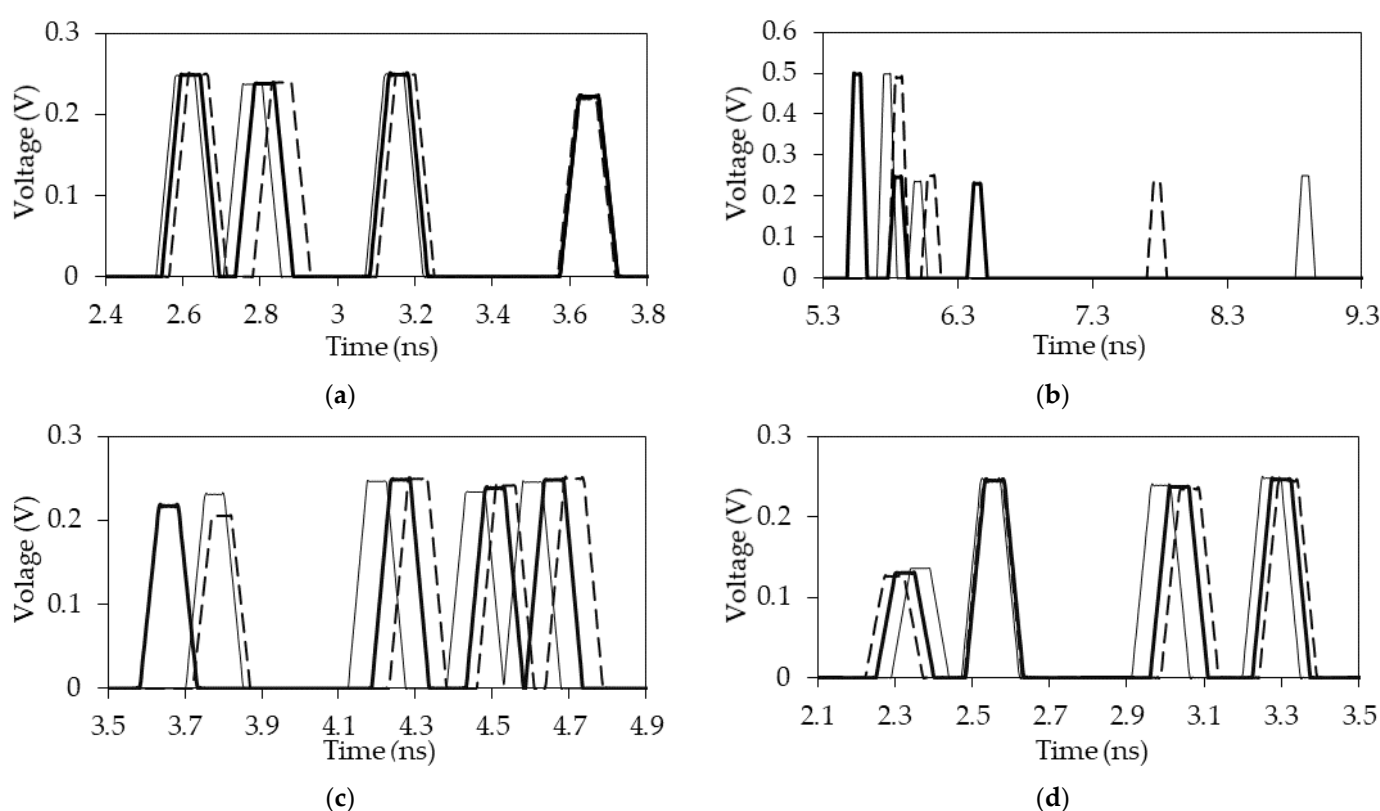 Voltage (V)
0.3
0.2
0.1
0
2.4 2.6 2.8 3 3.2 3.4 3.6 3.8
Time (ns)
(a)
Voltage (V)
0.6
0.5
0.4
0.3
0.2
0.1
0
5.3 6.3 7.3 8.3 9.3
Time (ns)
(b)
Volage (V)
0.3
0.2
0.1
0
3.5 3.7 3.9 4.1 4.3 4.5 4.7 4.9
Time (ns)
(c)
Voltage (V)
0.3
0.2
0.1
0
2.1 2.3 2.5 2.7 2.9 3.1 3.3 3.5
Time (ns)
(d)